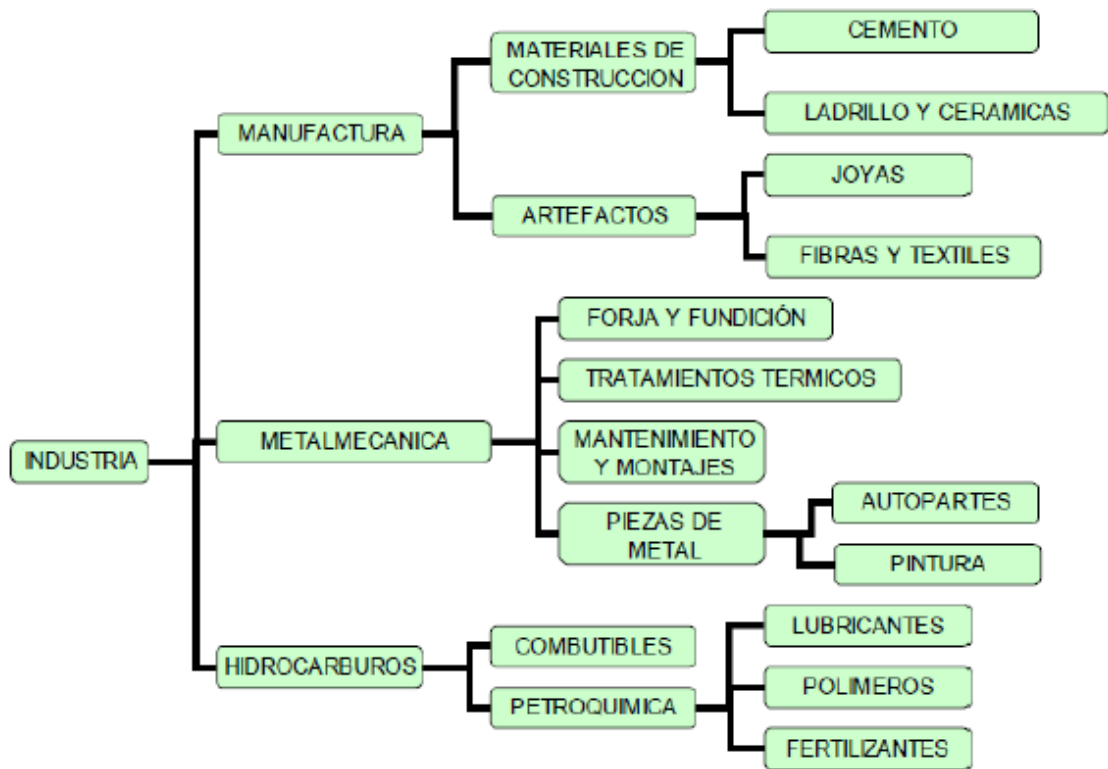 MATERIALES DE
CONSTRUCCION
CEMENTO
LADRILLO Y CERAMICAS
MANUFACTURA
JOYAS
ARTEFACTOS
FIBRAS Y TEXTILES
FORJA Y FUNDICIÓN
TRATAMIENTOS TERMICOS
INDUSTRIA
METALMECANICA
MANTENIMIENTO
Y MONTAJES
PIEZAS DE
METAL
AUTOPARTES
PINTURA
HIDROCARBUROS
COMBUTIBLES
PETROQUIMICA
LUBRICANTES
POLIMEROS
FERTILIZANTES